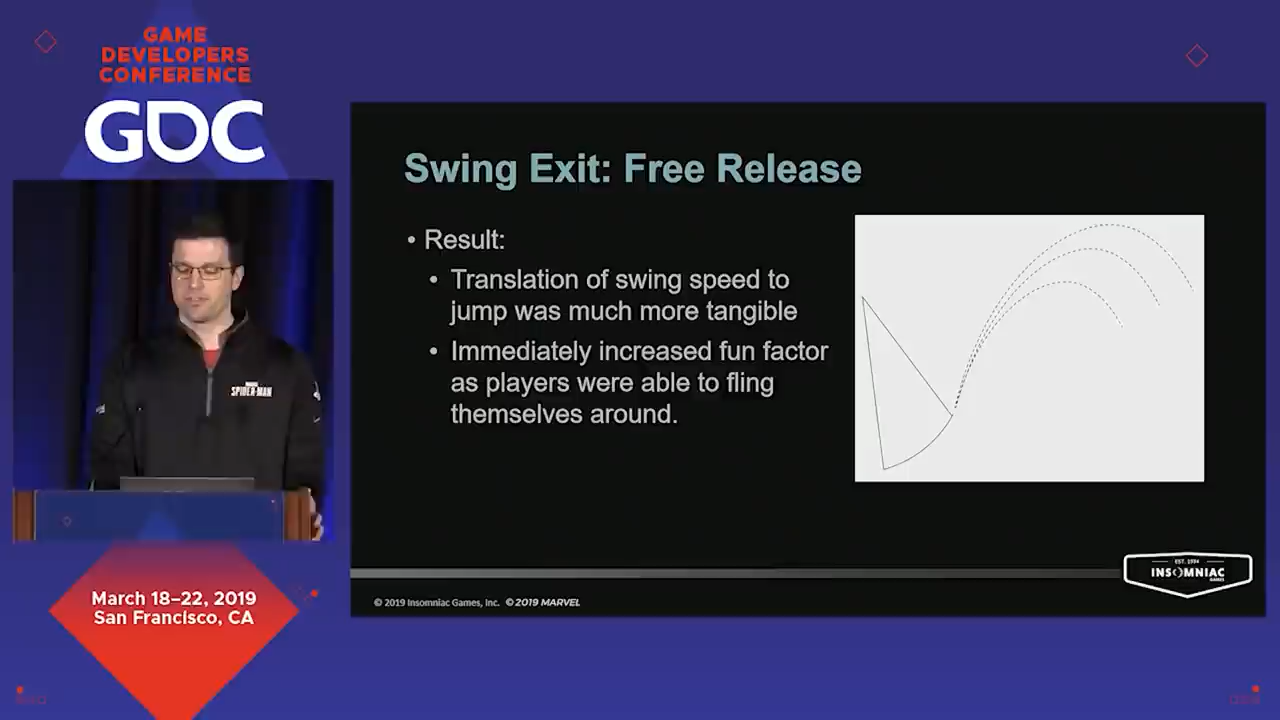 GAME
DEVELOPERS
CONFERENCE
GDC
MARVEL
SPIDER-MAN
March 18–22, 2019
San Francisco, CA
Swing Exit: Free Release
• Result:
• Translation of swing speed to
jump was much more tangible
• Immediately increased fun factor
as players were able to fling
themselves around.
EST. 1994
INSOMNIAC
GAMES
© 2019 Insomniac Games, Inc. © 2019 MARVEL